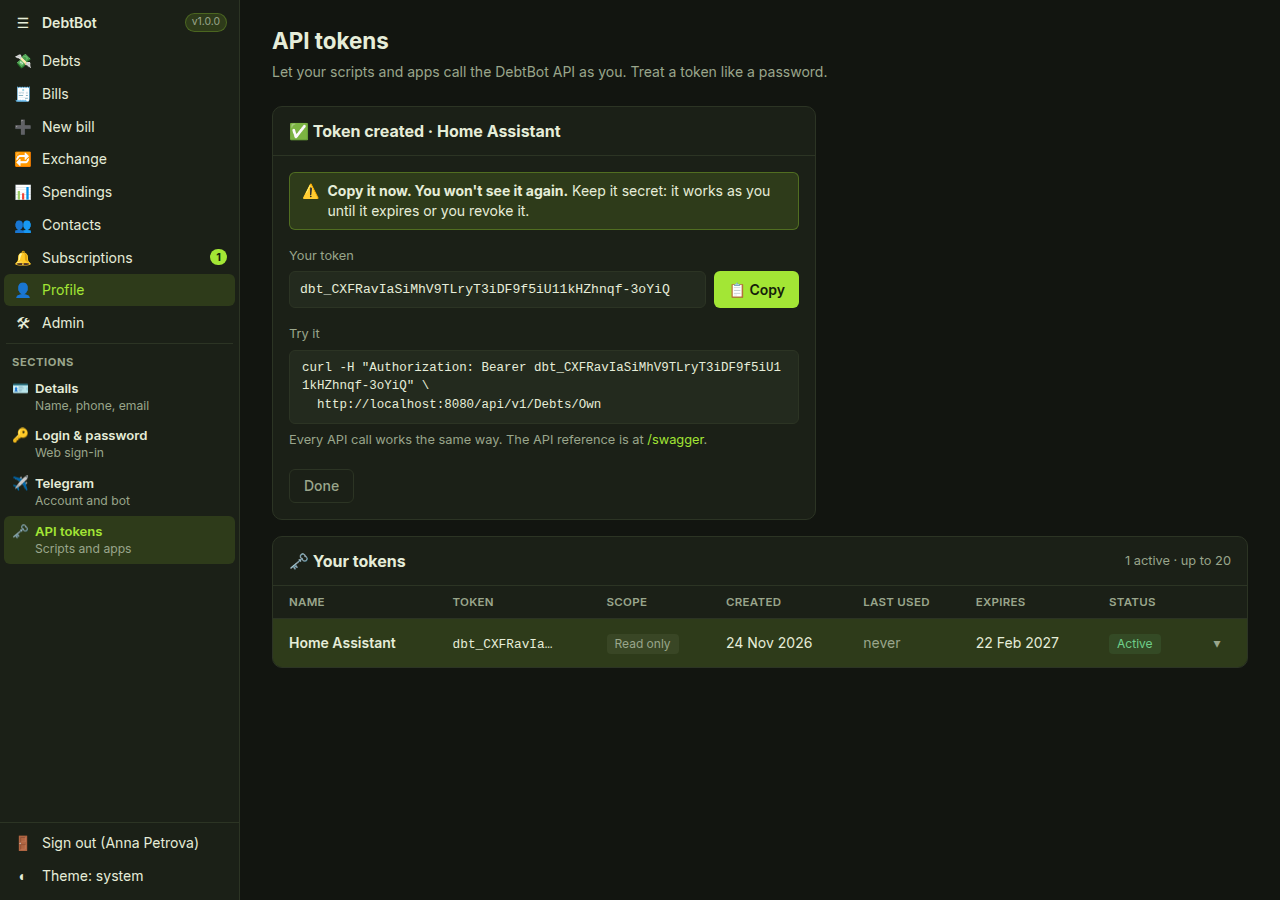 ☰ DebtBot v1.0.0
Debts
Bills
New bill
Exchange
Spendings
Contacts
Subscriptions 1
Profile
Admin
SECTIONS
Details
Name, phone, email
Login & password
Web sign-in
Telegram
Account and bot
API tokens
Scripts and apps
Sign out (Anna Petrova)
Theme: system
API tokens
Let your scripts and apps call the DebtBot API as you. Treat a token like a password.
✅ Token created · Home Assistant
⚠️ Copy it now. You won't see it again. Keep it secret: it works as you
until it expires or you revoke it.
Your token
dbt_CXFRavIaSiMhV9TLryT3iDF9f5iU11kHZhnqf-3oYiQ
📋 Copy
Try it
curl -H "Authorization: Bearer dbt_CXFRavIaSiMhV9TLryT3iDF9f5iU1
1kHZhnqf-3oYiQ" \
http://localhost:8080/api/v1/Debts/Own
Every API call works the same way. The API reference is at /swagger.
Done
Your tokens
1 active · up to 20
NAME TOKEN SCOPE CREATED LAST USED EXPIRES STATUS
Home Assistant dbt_CXFRavIa… Read only 24 Nov 2026 never 22 Feb 2027 Active ▾